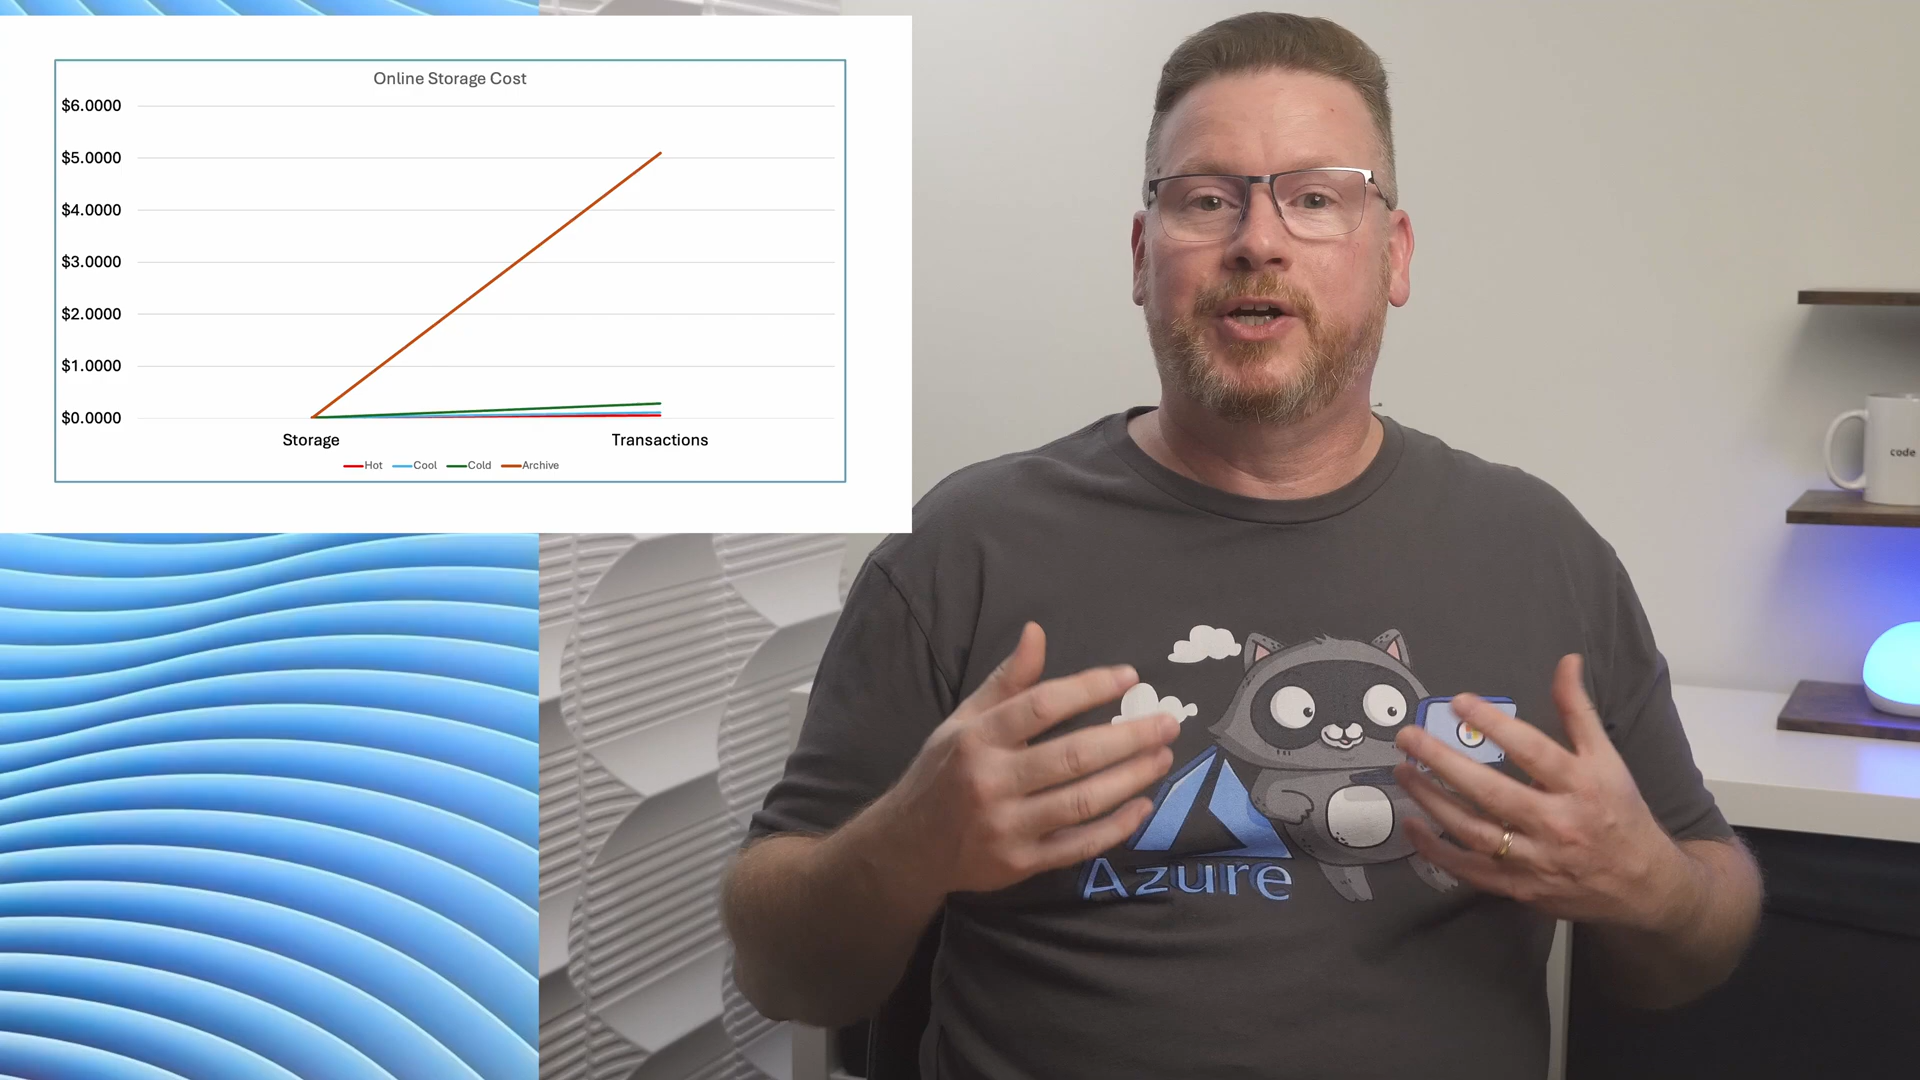 Online Storage Cost
$6.0000
$5.0000
$4.0000
$3.0000
$2.0000
$1.0000
$0.0000
Storage Transactions
Hot Cool Cold Archive
code
Azure